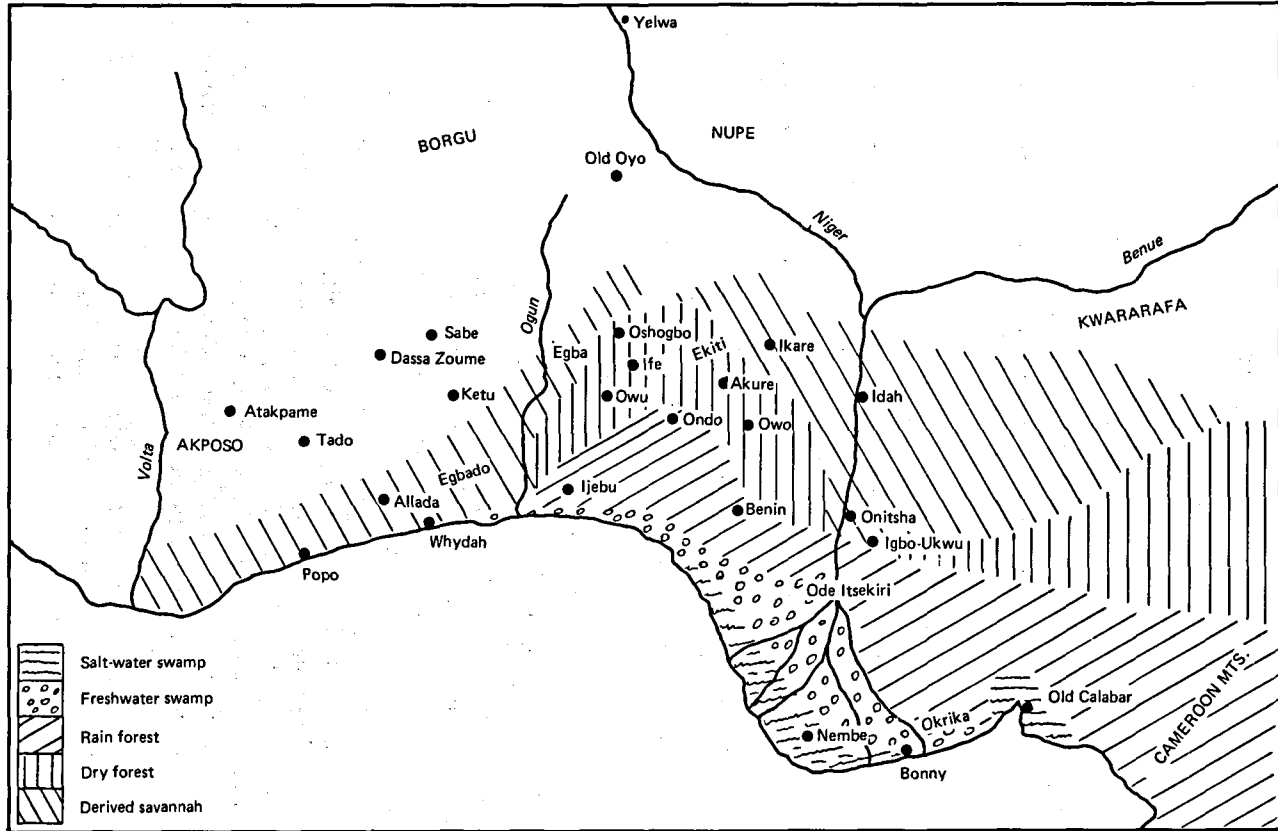 Yelwa
BORGU
NUPE
Old Oyo
Niger
Benue
KWARARAFA
Ogun
Sabe
Dassa Zoume
Ketu
Egba
Oshogbo
Ife
Ekiti
Ikare
Akure
Owu
Ondo
Owo
Idah
Atakpame
AKPOSO
Tado
Volta
Egbado
Allada
Ijebu
Benin
Onitsha
Igbo-Ukwu
Whydah
Popo
Ode Itsekiri
Old Calabar
CAMEROON MTS.
Okrika
Nembe
Bonny
Salt-water swamp
Freshwater swamp
Rain forest
Dry forest
Derived savannah